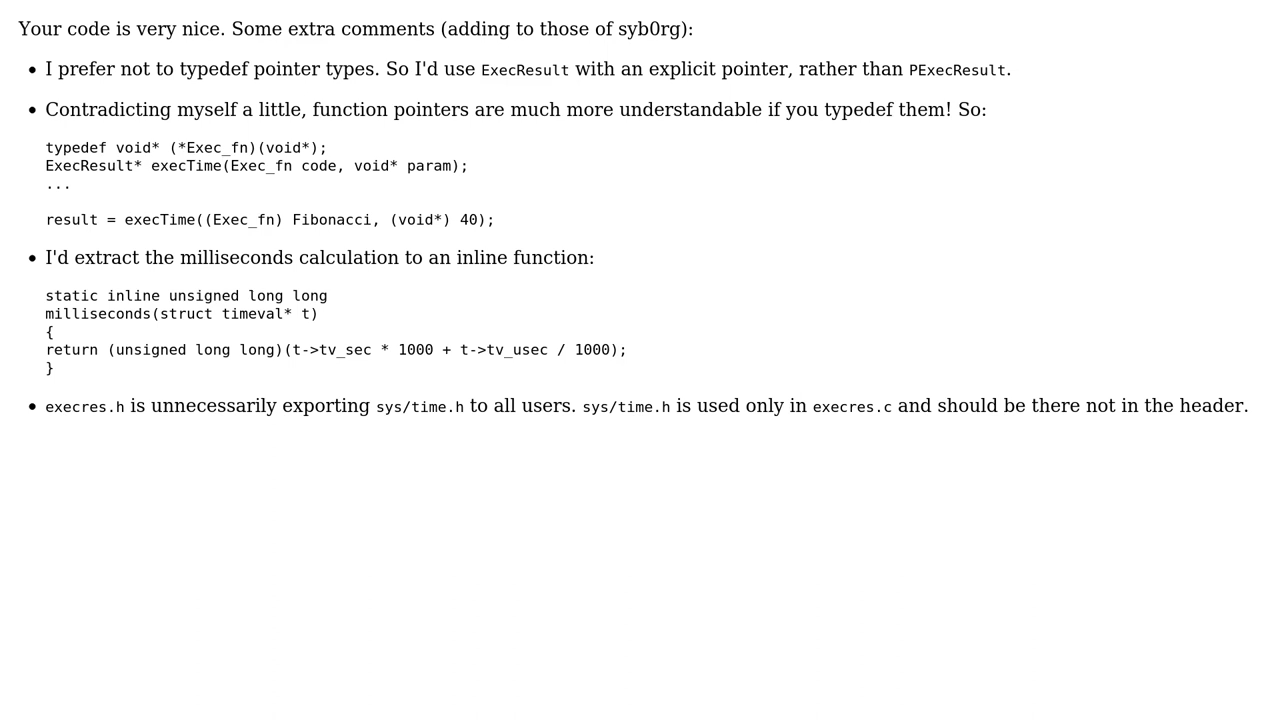 Your code is very nice. Some extra comments (adding to those of syb0rg):
• I prefer not to typedef pointer types. So I'd use ExecResult with an explicit pointer, rather than PExecResult.
• Contradicting myself a little, function pointers are much more understandable if you typedef them! So:
typedef void* (*Exec_fn)(void*);
ExecResult* execTime(Exec_fn code, void* param);
...
result = execTime((Exec_fn) Fibonacci, (void*) 40);
• I'd extract the milliseconds calculation to an inline function:
static inline unsigned long long
milliseconds(struct timeval* t)
{
return (unsigned long long)(t->tv_sec * 1000 + t->tv_usec / 1000);
}
• execres.h is unnecessarily exporting sys/time.h to all users. sys/time.h is used only in execres.c and should be there not in the header.